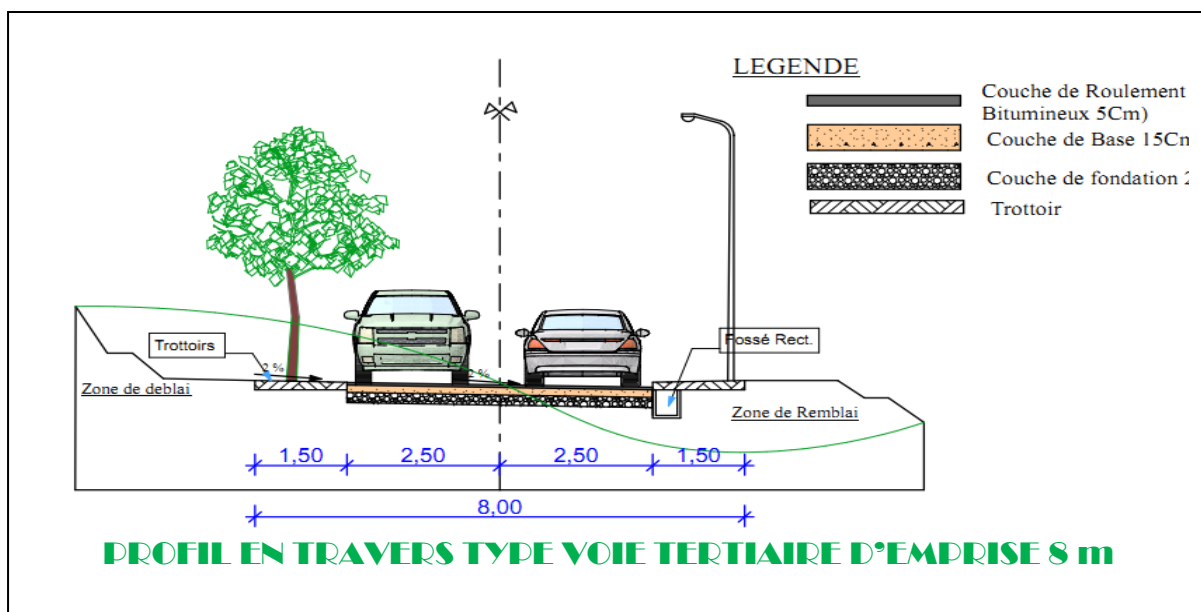 LEGENDE
Couche de Roulement
Bitumineux 5Cm)
Couche de Base 15Cm
Couche de fondation 2
Trottoir
Trottoirs
Fossé Rect.
2 %
%
Zone de deblai
Zone de Remblai
1,50
2,50
2,50
1,50
8,00
PROFIL EN TRAVERS TYPE VOIE TERTIAIRE D'EMPRISE 8 m